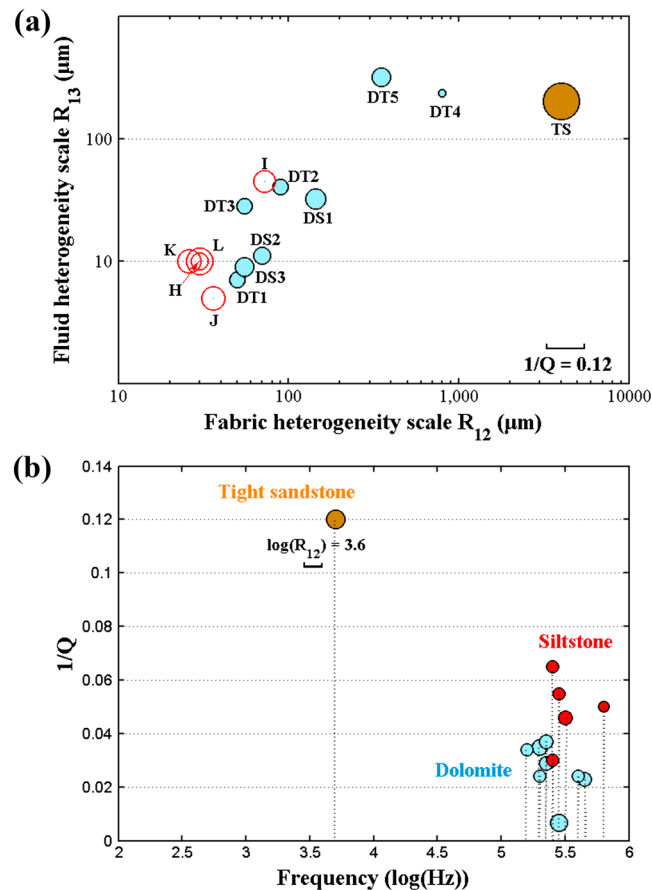 (a)
Fluid heterogeneity scale R13 (μm)
100
10
DT5
DT4
TS
I
DT2
DT3
DS1
K
L
DS2
H
DS3
DT1
J
1/Q = 0.12
10
100
1,000
10000
Fabric heterogeneity scale R12 (μm)
(b)
1/Q
0.14
0.12
0.1
0.08
0.06
0.04
0.02
0
Tight sandstone
log(R12) = 3.6
Siltstone
Dolomite
2
2.5
3
3.5
4
4.5
5
5.5
6
Frequency (log(Hz))